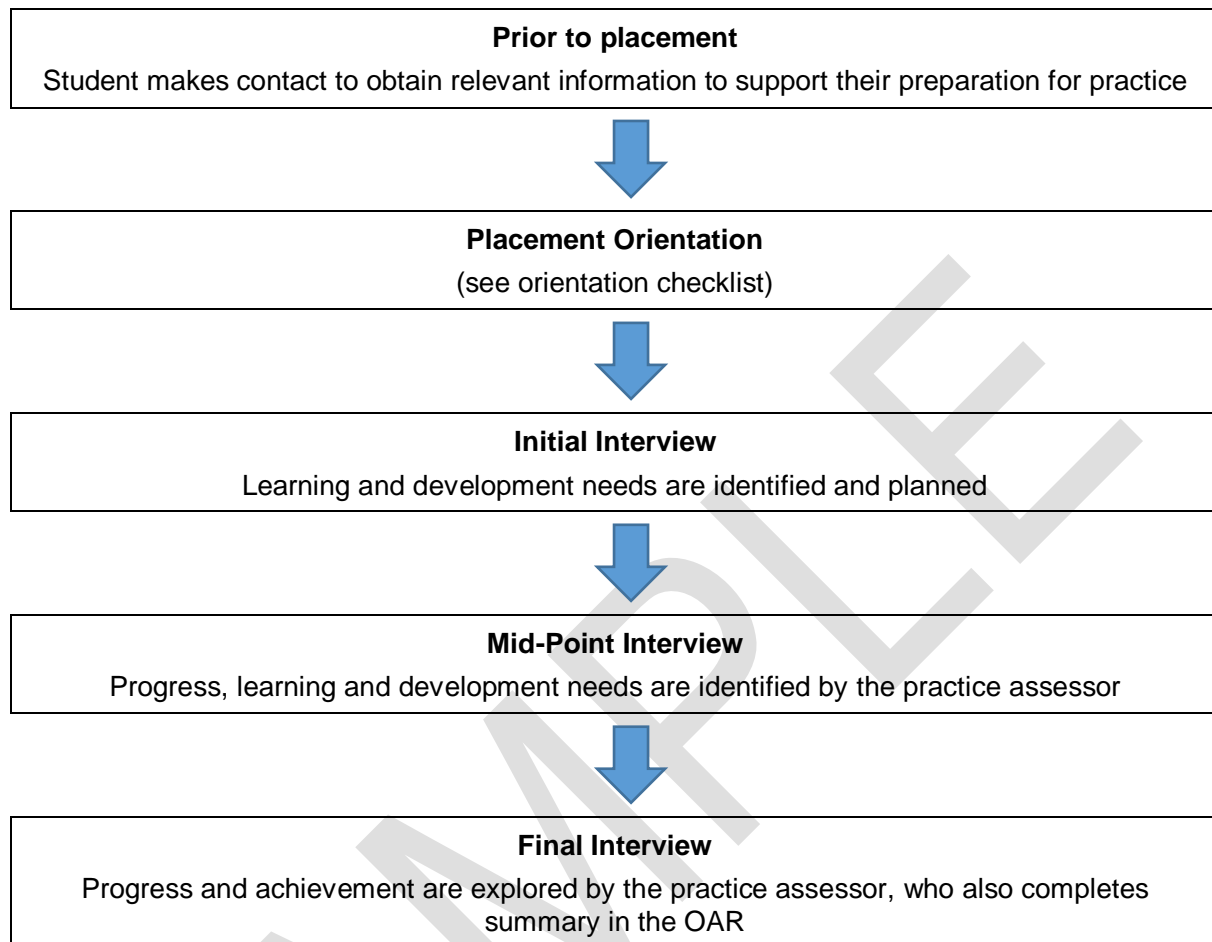 Prior to placement
Student makes contact to obtain relevant information to support their preparation for practice
Placement Orientation
(see orientation checklist)
Initial Interview
Learning and development needs are identified and planned
Mid-Point Interview
Progress, learning and development needs are identified by the practice assessor
Final Interview
Progress and achievement are explored by the practice assessor, who also completes
summary in the OAR
MPLE